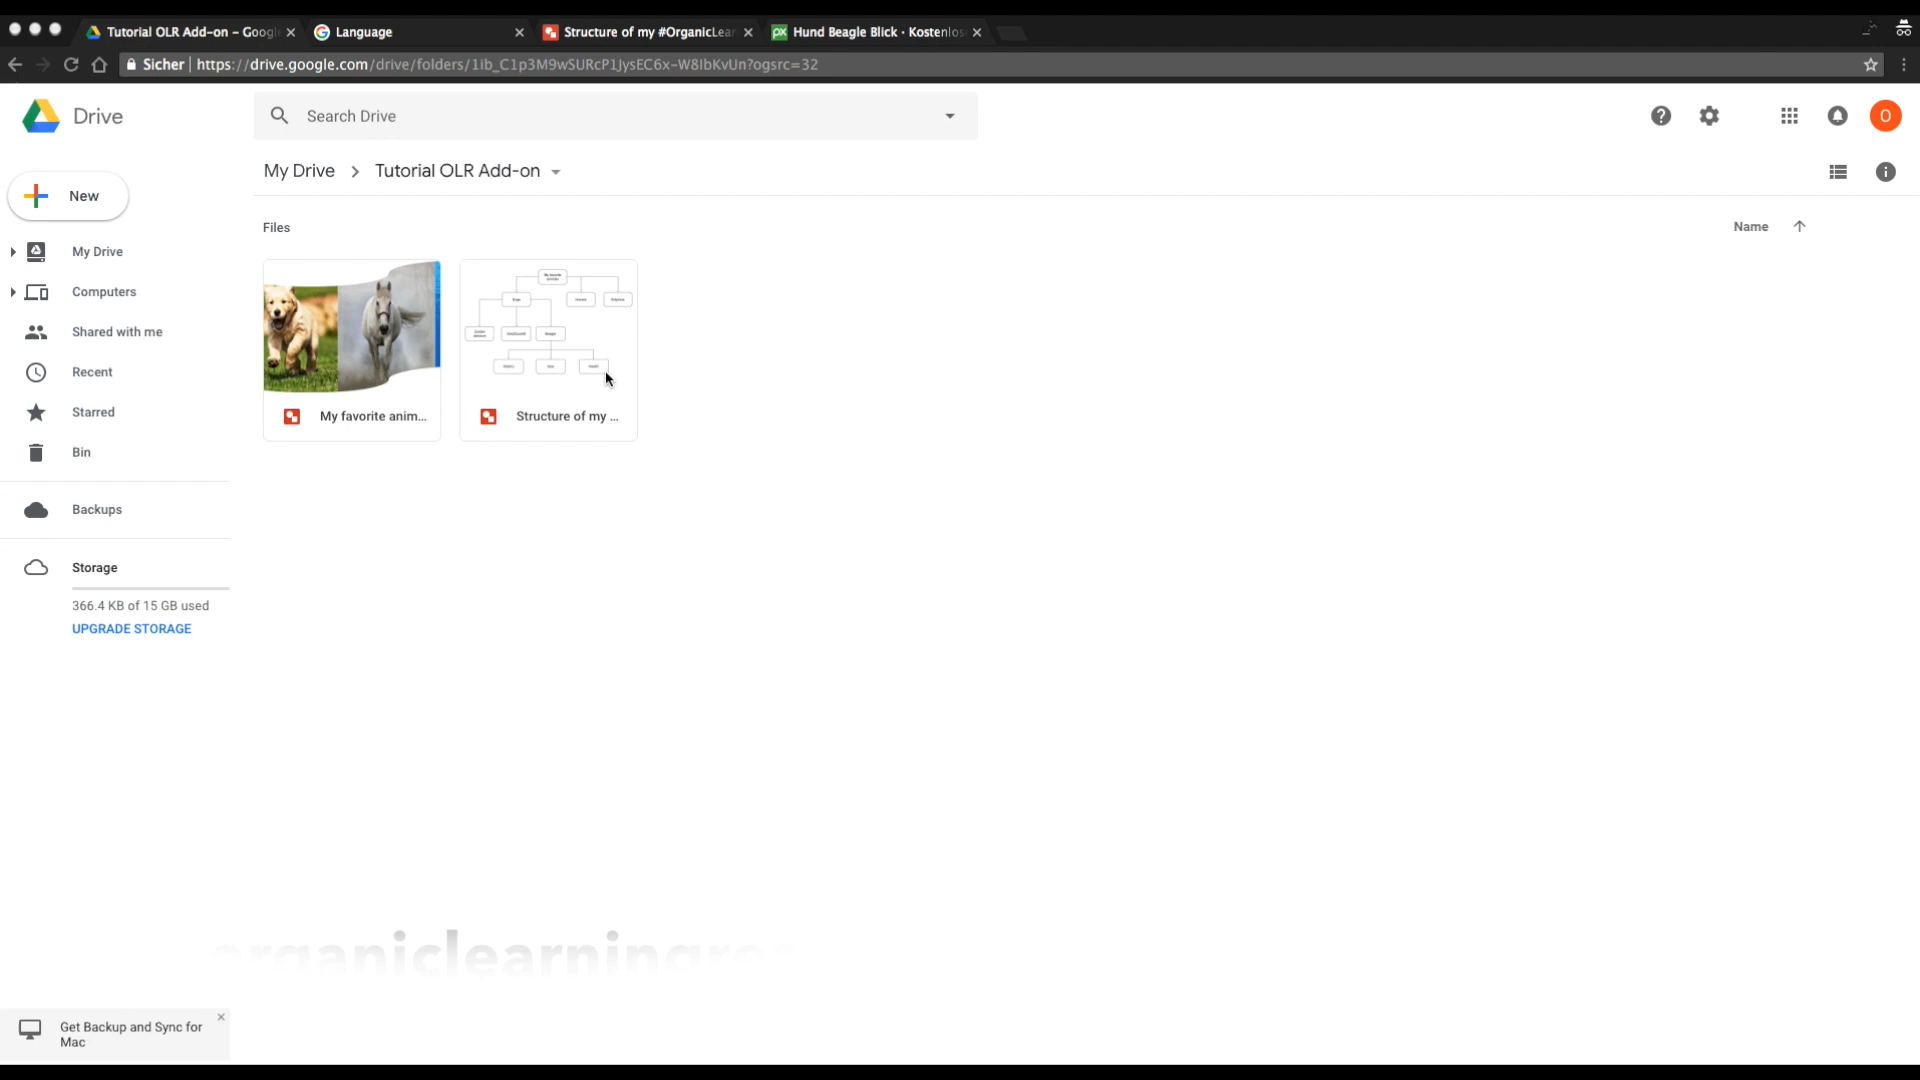 Tutorial OLR Add-on – Googl
Language
Structure of my #OrganicLear
Hund Beagle Blick · Kostenlos
Sicher | https://drive.google.com/drive/folders/1ib_C1p3M9wSURcP1JysEC6x-W8IbKvUn?ogsrc=32
Drive
Search Drive
O
My Drive
Tutorial OLR Add-on
New
Files
Name
My Drive
Computers
Shared with me
Recent
Starred
Bin
My favorite anim...
Structure of my ...
Backups
Storage
366.4 KB of 15 GB used
UPGRADE STORAGE
organiclearningre
Get Backup and Sync for
Mac